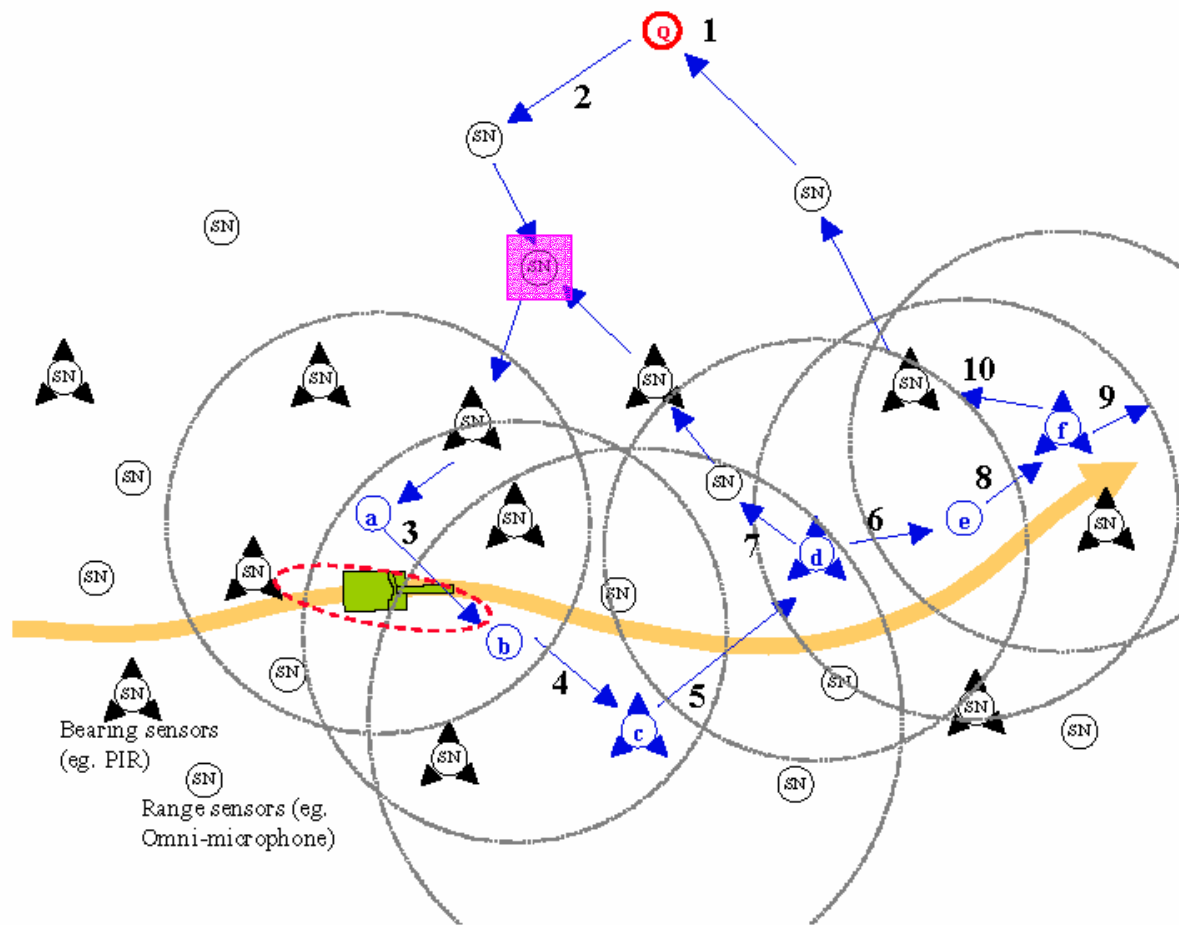 Q 1
2
SN
SN
SN
SN
SN SN SN SN 10
9
SN f
SN SN 8
a SN 6 e SN
3 7 d
SN SN SN
b
SN 4 SN
SN 5 SN
c SN
Bearing sensors
(eg. PIR)
SN
SN SN
Range sensors (eg.
Omni-microphone)